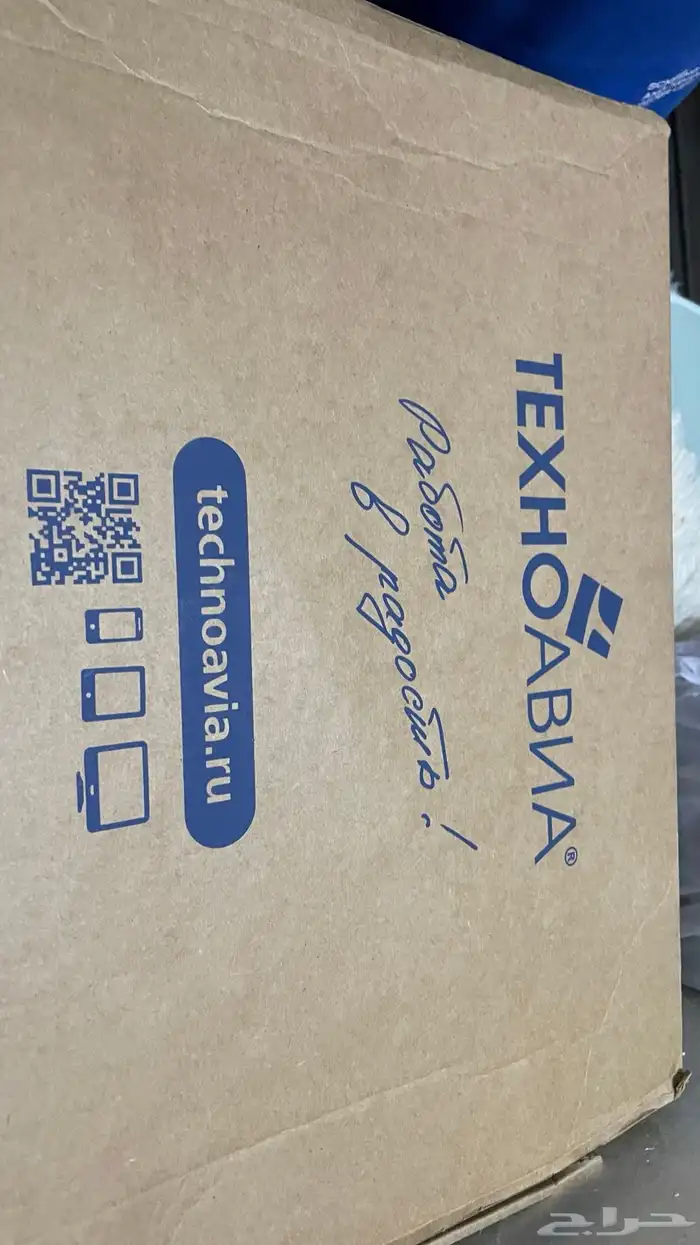 ТЕХНОАВИА®
Работа
в радость!
technoavia.ru
حراج